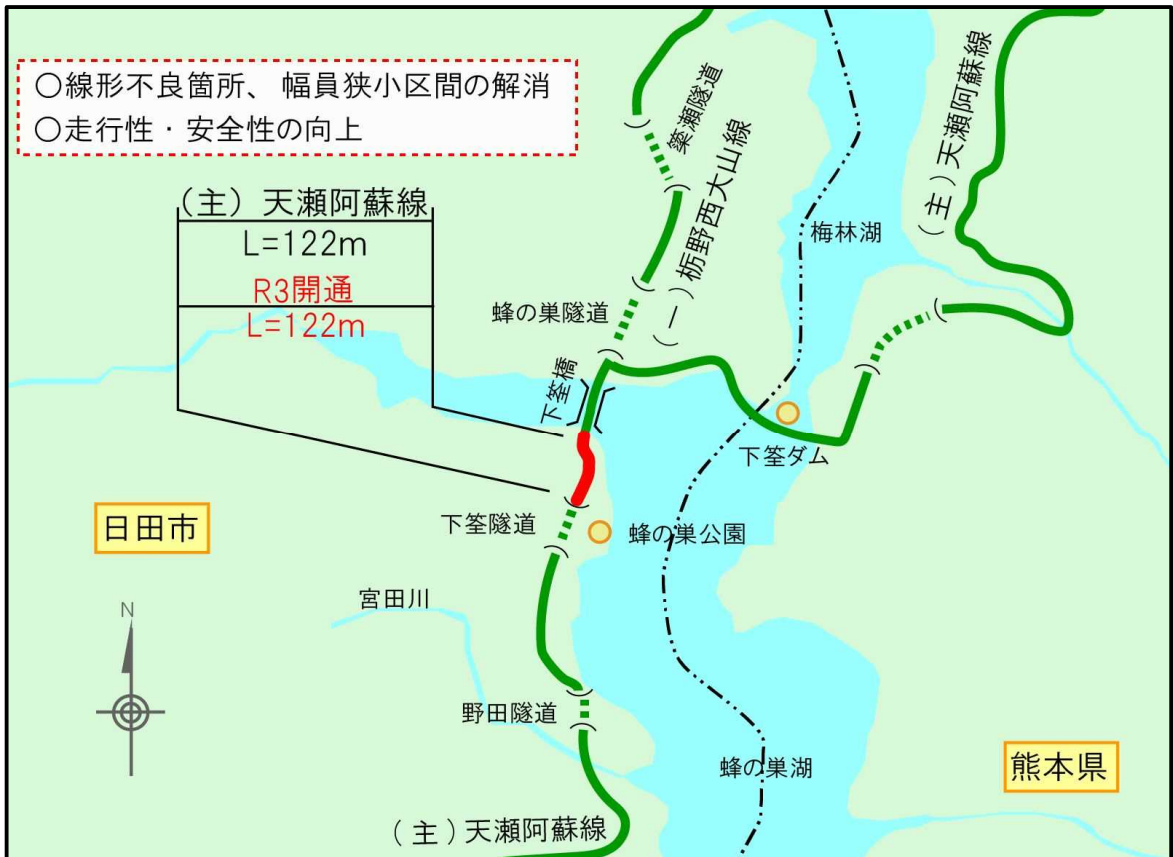 ○線形不良箇所、幅員狭小区間の解消
○走行性・安全性の向上
(主) 天瀬阿蘇線
L=122m
R3開通
L=122m
簗瀬隧道
(一)栃野西大山線
(主)天瀬阿蘇線
梅林湖
蜂の巣隧道
下筌橋
下筌ダム
下筌隧道
蜂の巣公園
日田市
宮田川
N
野田隧道
蜂の巣湖
熊本県
(主)天瀬阿蘇線